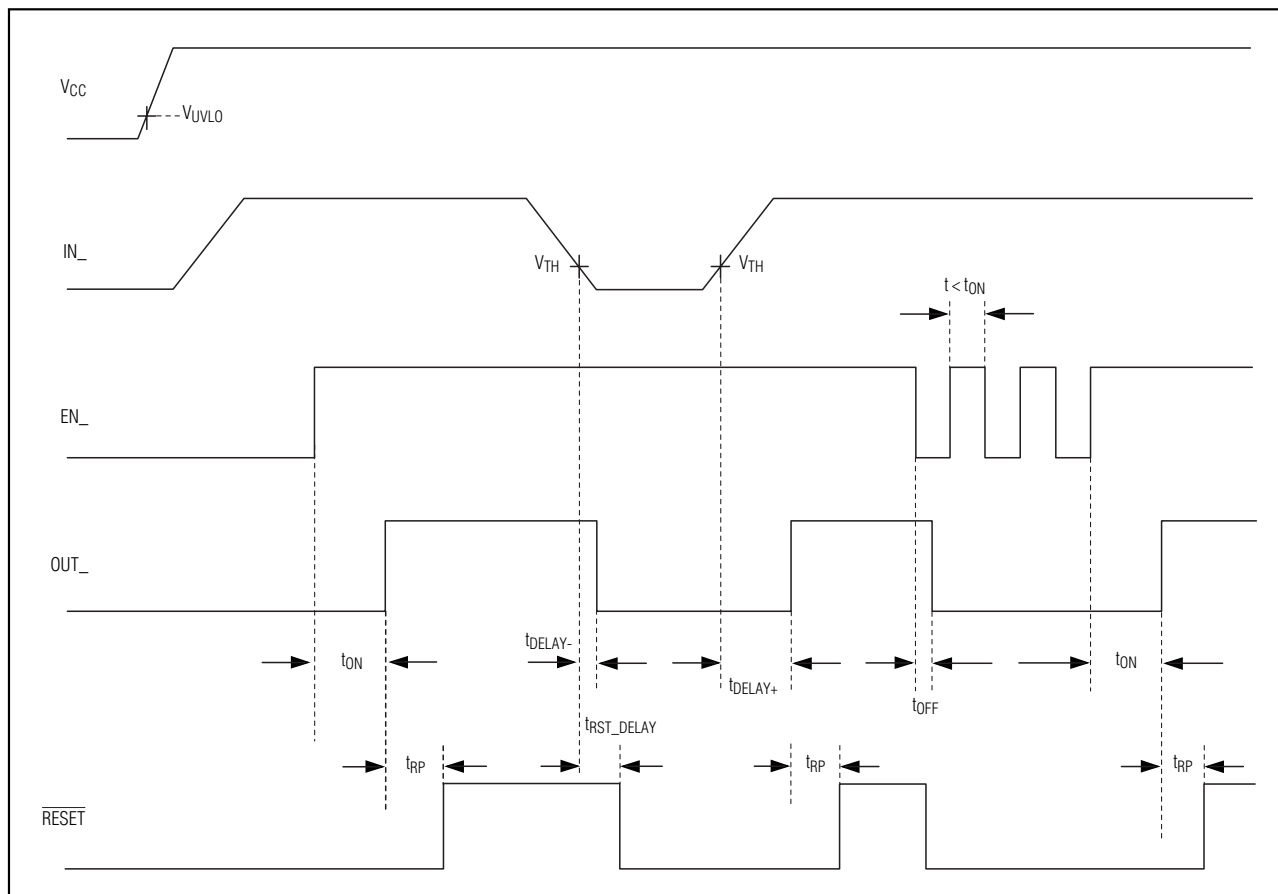 VCC
VUVLO
IN_
VTH
VTH
t < tON
EN_
OUT_
tON
tDELAY-
tDELAY+
tOFF
tON
tRST_DELAY
tRP
tRP
tRP
RESET